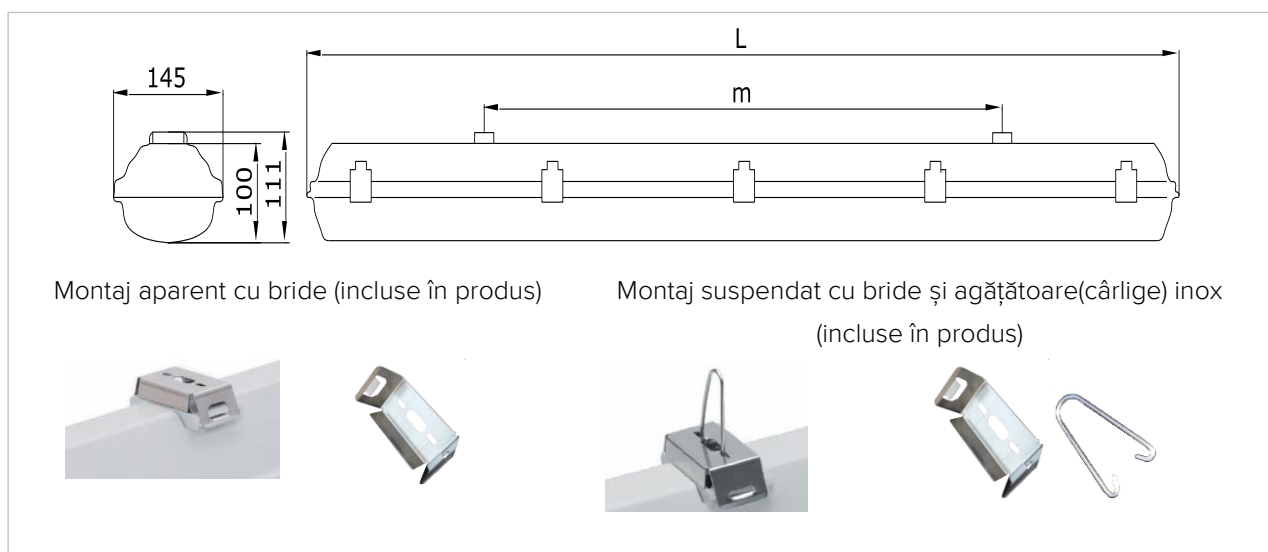 L
145
m
100
111
Montaj aparent cu bride (incluse în produs)
Montaj suspendat cu bride și agățătoare(cârlige) inox
(incluse în produs)